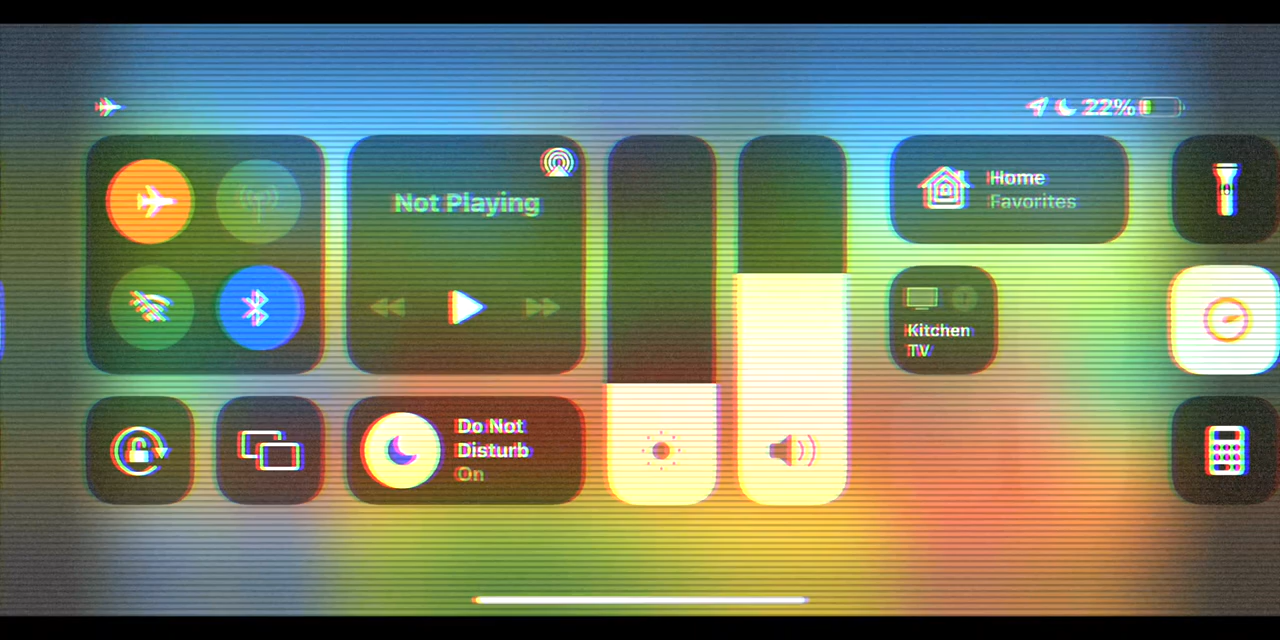 22%
Not Playing
Home
Favorites
Kitchen
TV
Do Not
Disturb
On